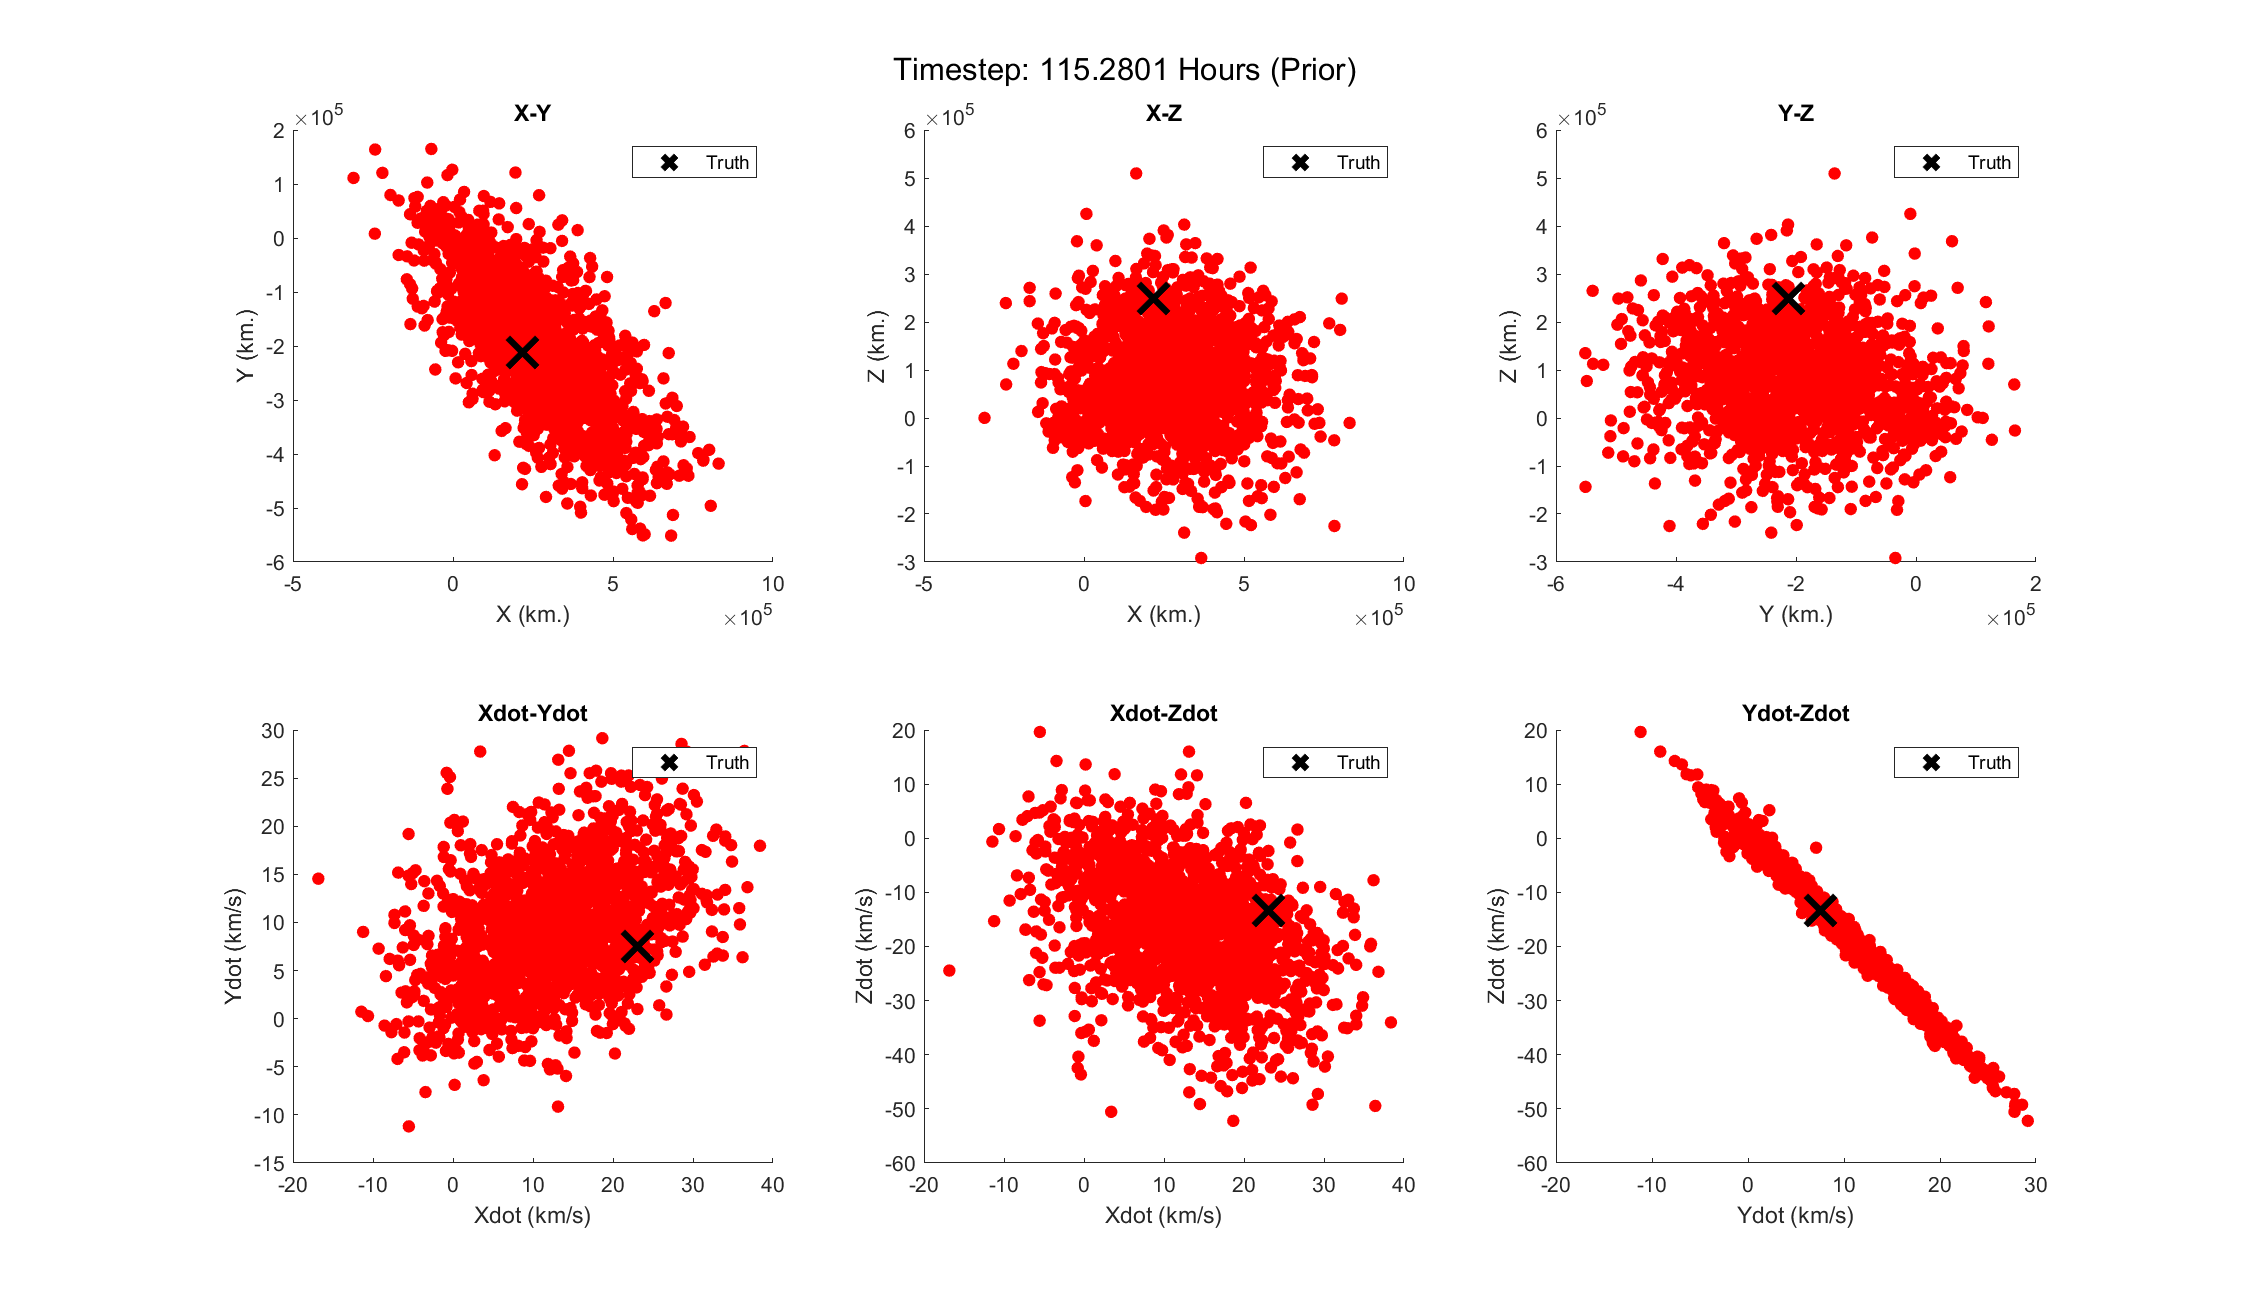 Timestep: 115.2801 Hours (Prior)
X-Y
×10^5
2
1
0
-1
-2
-3
-4
-5
-6
Y (km.)
Truth
-5 0 5 10
X (km.)
×10^5
X-Z
×10^5
6
5
4
3
2
1
0
-1
-2
-3
Z (km.)
Truth
-5 0 5 10
X (km.)
×10^5
Y-Z
×10^5
6
5
4
3
2
1
0
-1
-2
-3
Z (km.)
Truth
-6 -4 -2 0 2
Y (km.)
×10^5
Xdot-Ydot
30
25
20
15
10
5
0
-5
-10
-15
Ydot (km/s)
Truth
-20 -10 0 10 20 30 40
Xdot (km/s)
Xdot-Zdot
20
10
0
-10
-20
-30
-40
-50
-60
Zdot (km/s)
Truth
-20 -10 0 10 20 30 40
Xdot (km/s)
Ydot-Zdot
20
10
0
-10
-20
-30
-40
-50
-60
Zdot (km/s)
Truth
-20 -10 0 10 20 30
Ydot (km/s)